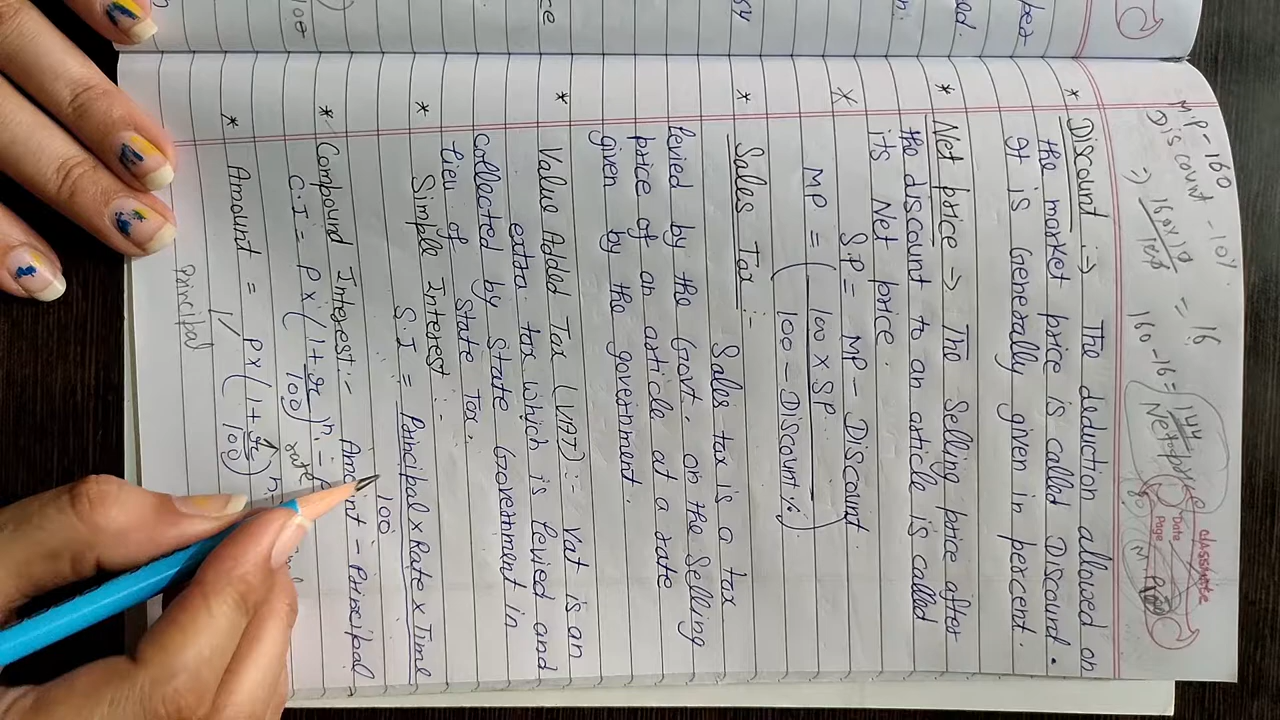 MP - 160
Discount - 10%
=) 160x10 = 16
100
160 - 16 = 144
Net price
classmate
Date
Page
* Discount :-> The deduction allowed on
the market price is called Discount.
It is Generally given in percent.
* Net price -> The Selling price after
the discount to an article is called
its Net price.
* S.P = MP - Discount
MP = ( 100 x SP
100 - Discount% )
* Sales Tax :-
Sales tax is a tax
levied by the Govt. on the Selling
price of an article at a rate
given by the government.
* Value Added Tax (VAT) :- Vat is an
extra tax which is levied and
collected by State Government in
lieu of State Tax.
* Simple Interest :-
S.I = Principal x Rate x Time
100
* Compound Interest :- Amount - Principal
C.I = P x (1 + r
100)n -
rate
* Amount = P x (1 + r
100)n
Principal